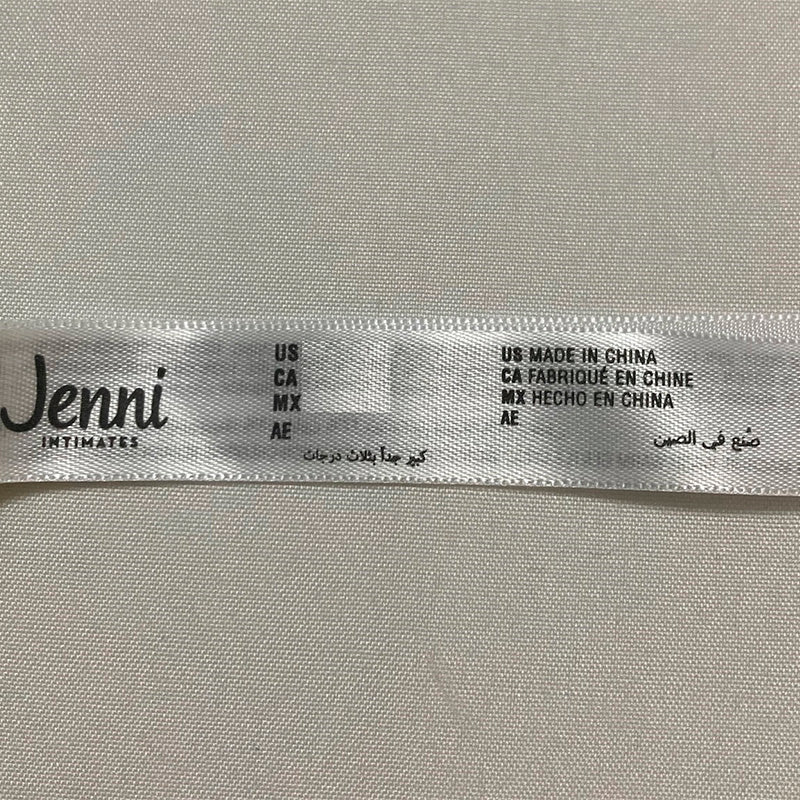 Jenni
INTIMATES
US
CA
MX
AE
كبير جداً بثلاث درجات
US MADE IN CHINA
CA FABRIQUÉ EN CHINE
MX HECHO EN CHINA
AE
صُنع في الصين